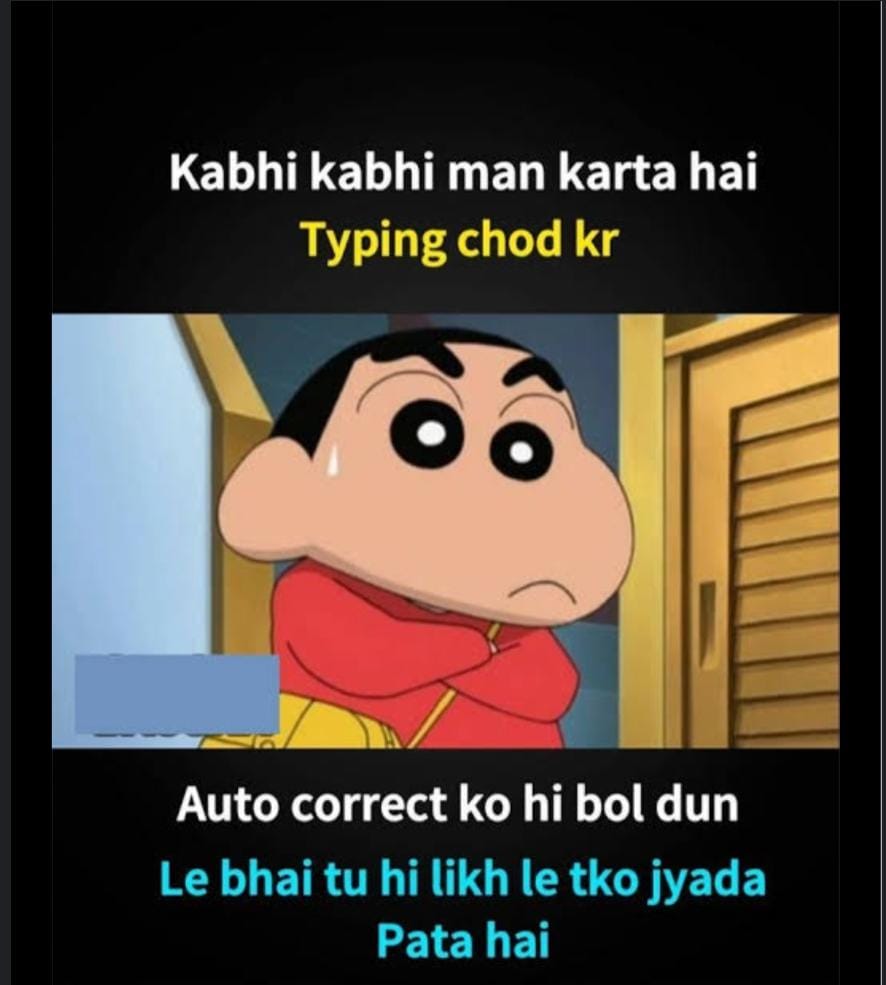 Kabhi kabhi man karta hai
Typing chod kr
Auto correct ko hi bol dun
Le bhai tu hi likh le tko jyada
Pata hai